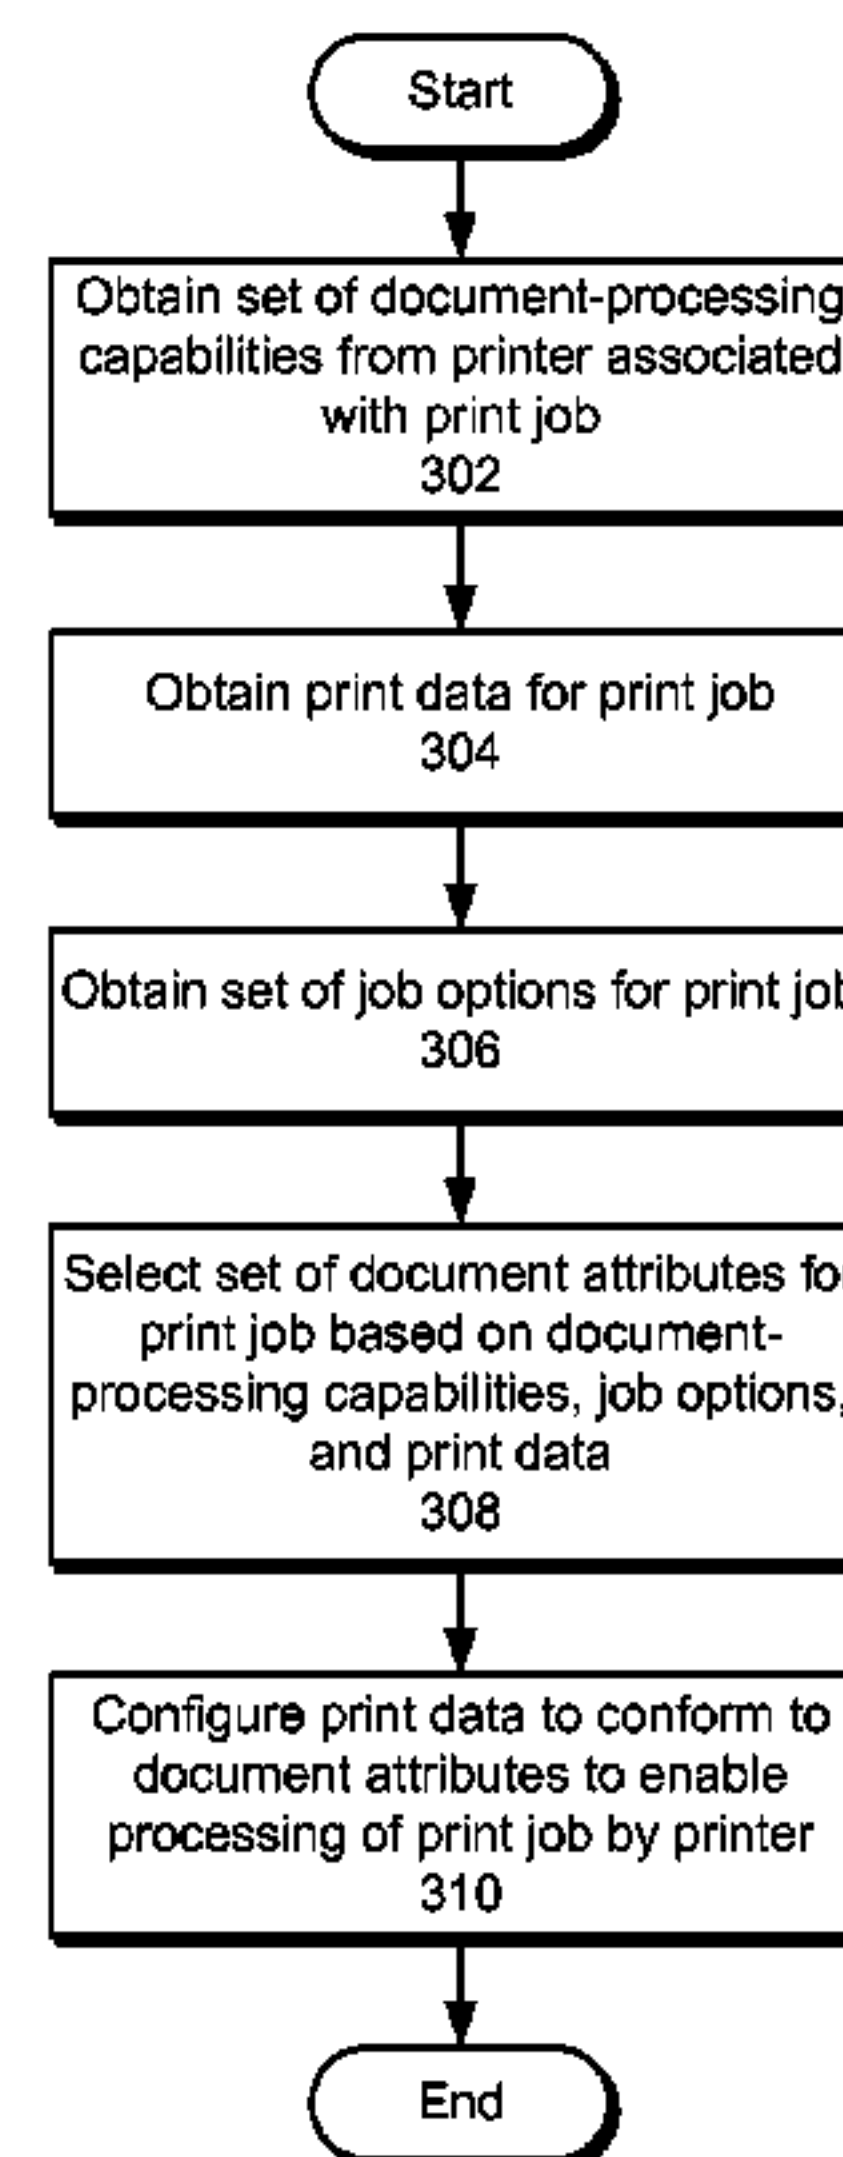 Start
Obtain set of document-processing
capabilities from printer associated
with print job
302
Obtain print data for print job
304
Obtain set of job options for print job
306
Select set of document attributes for
print job based on document-
processing capabilities, job options,
and print data
308
Configure print data to conform to
document attributes to enable
processing of print job by printer
310
End